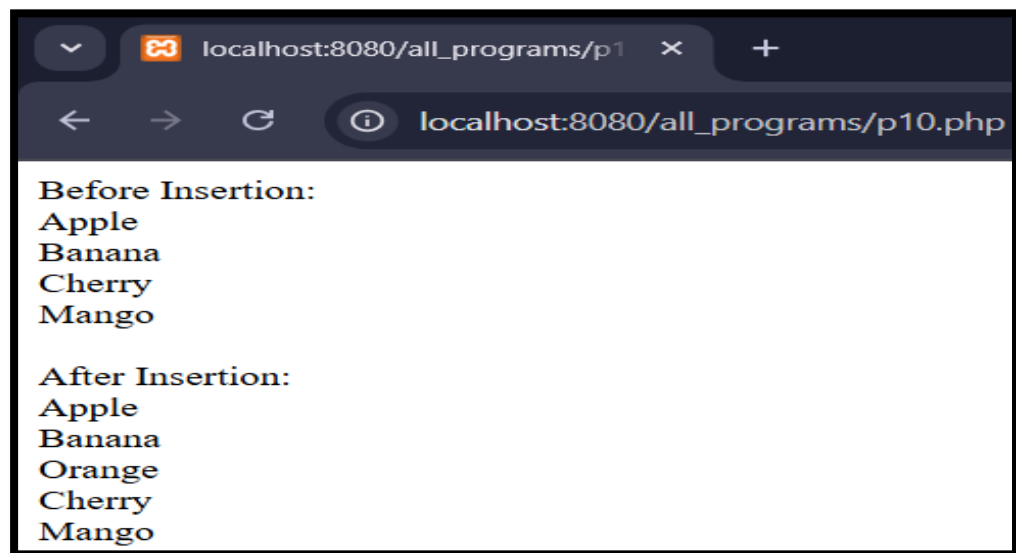 localhost:8080/all_programs/p1
localhost:8080/all_programs/p10.php
Before Insertion:
Apple
Banana
Cherry
Mango
After Insertion:
Apple
Banana
Orange
Cherry
Mango